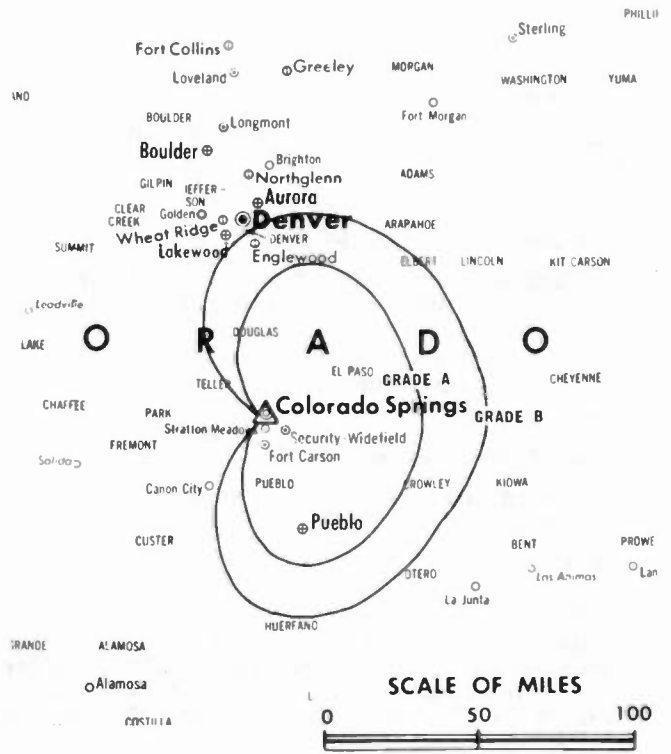 PHILLI
Sterling
Fort Collins
Loveland
Greeley
MORGAN
WASHINGTON
YUMA
BOULDER
Longmont
Fort Morgan
Boulder
Brighton
Northglenn
ADAMS
GILPIN
JEFFER-
SON
Aurora
CLEAR
CREEK
Golden
Denver
Wheat Ridge
DENVER
ARAPAHOE
SUMMIT
Lakewood
Englewood
ELBERT
LINCOLN
KIT CARSON
Leadville
O R A D O
DOUGLAS
LAKE
EL PASO
TELLER
GRADE A
CHEYENNE
CHAFFEE
PARK
Colorado Springs
GRADE B
Stratton Meado
Security-Widefield
FREMONT
Fort Carson
Salida
Canon City
PUEBLO
CROWLEY
KIOWA
Pueblo
CUSTER
BENT
PROWE
OTERO
Las Animas
Lan
La Junta
HUERFANO
GRANDE
ALAMOSA
Alamosa
COSTILLA
L
SCALE OF MILES
0 50 100